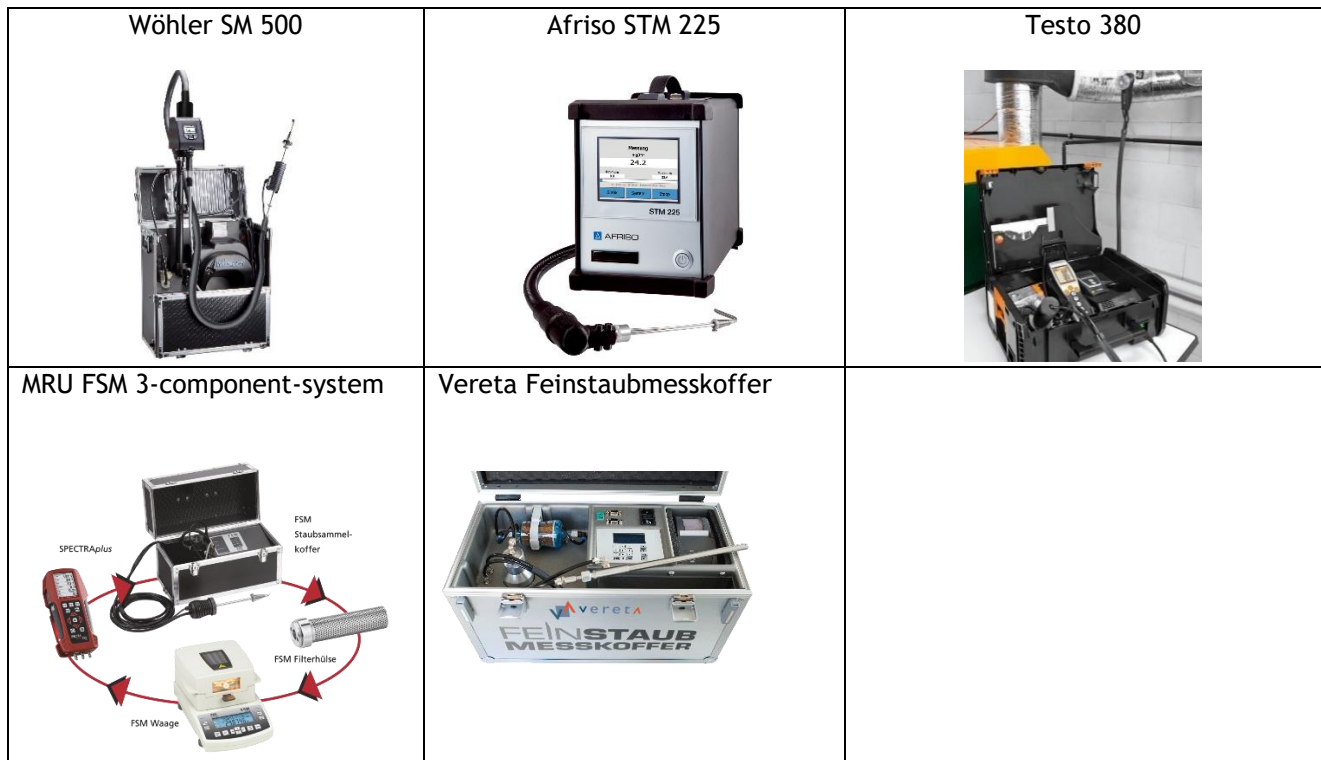 Wöhler SM 500
Afriso STM 225
Testo 380
Messung
24.2
STM 225
AFRISO
MRU FSM 3-component-system
Vereta Feinstaubmesskoffer
FSM
Staubsammel-
koffer
SPECTRAplus
FSM Filterhülse
FSM Waage
vereta
FEINSTAUB
MESSKOFFER